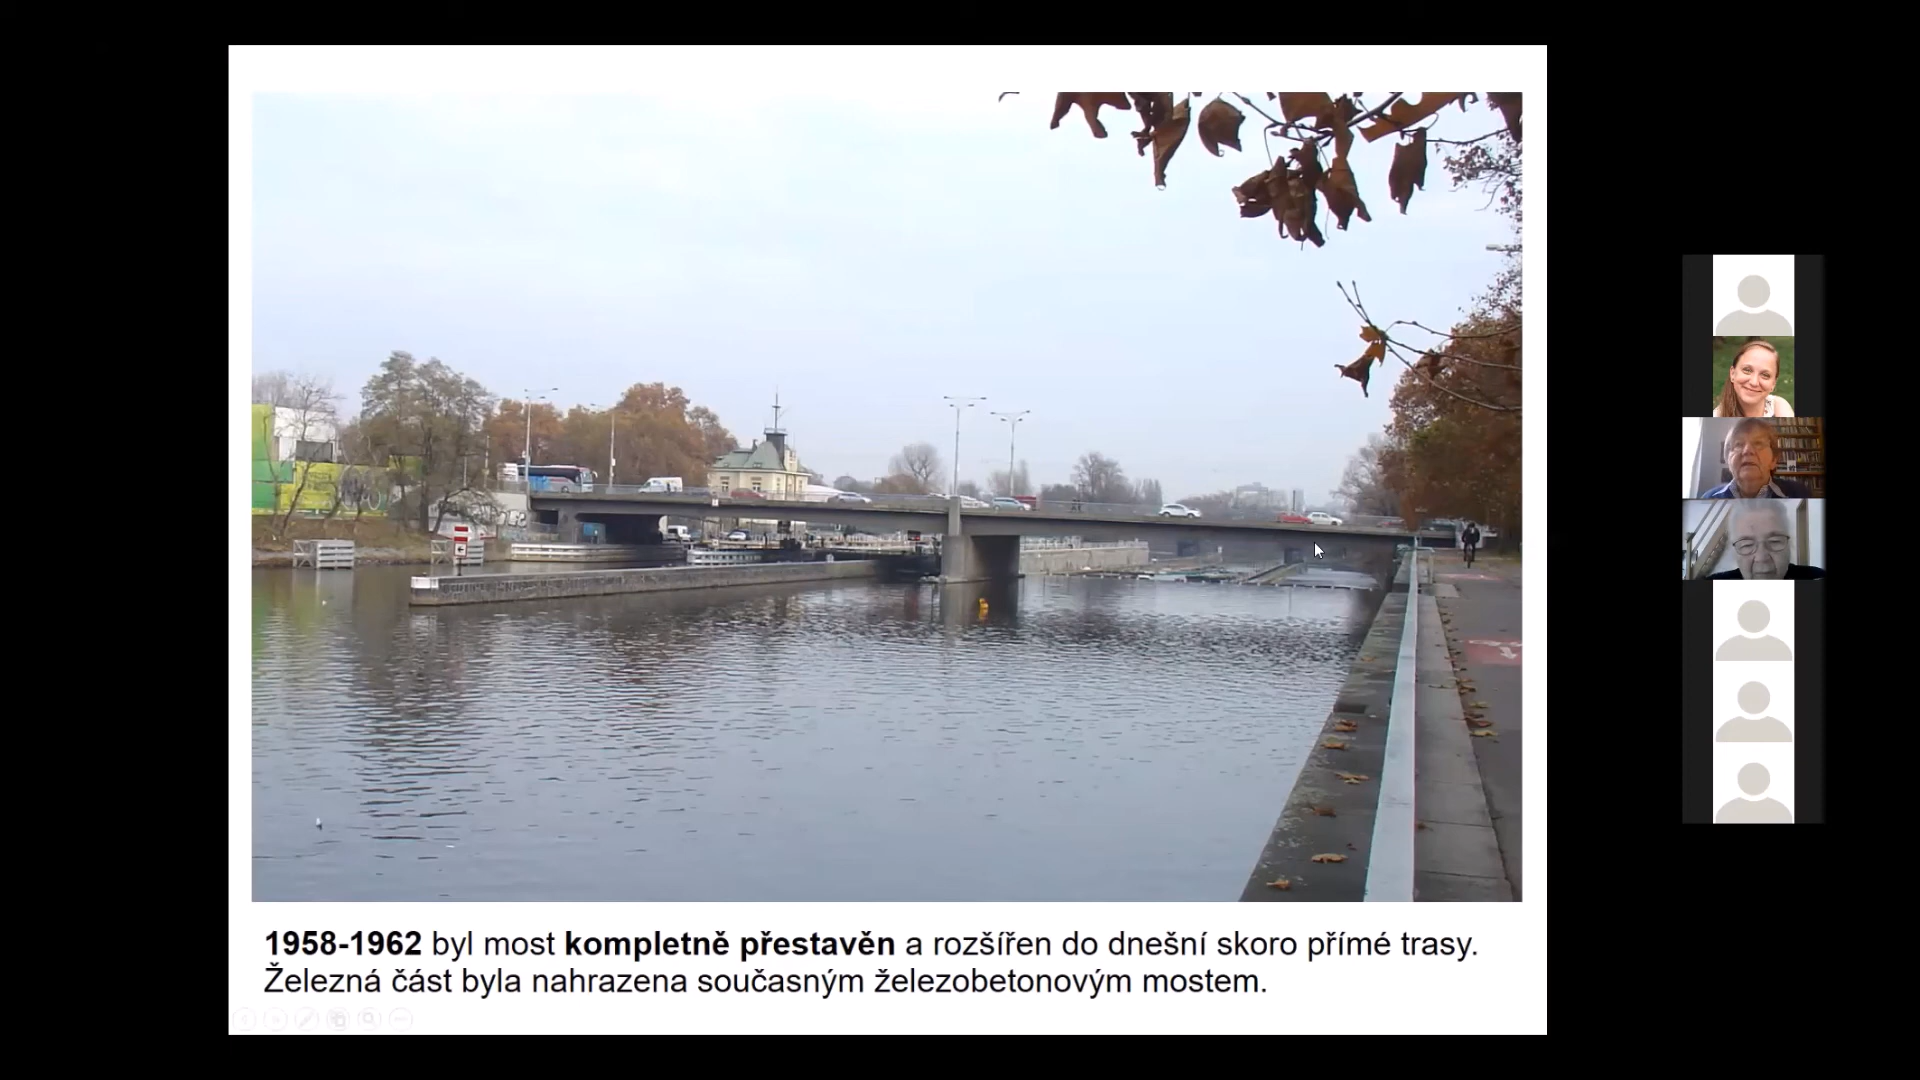 1958-1962 byl most kompletně přestavěn a rozšířen do dnešní skoro přímé trasy.
Železná část byla nahrazena současným železobetonovým mostem.